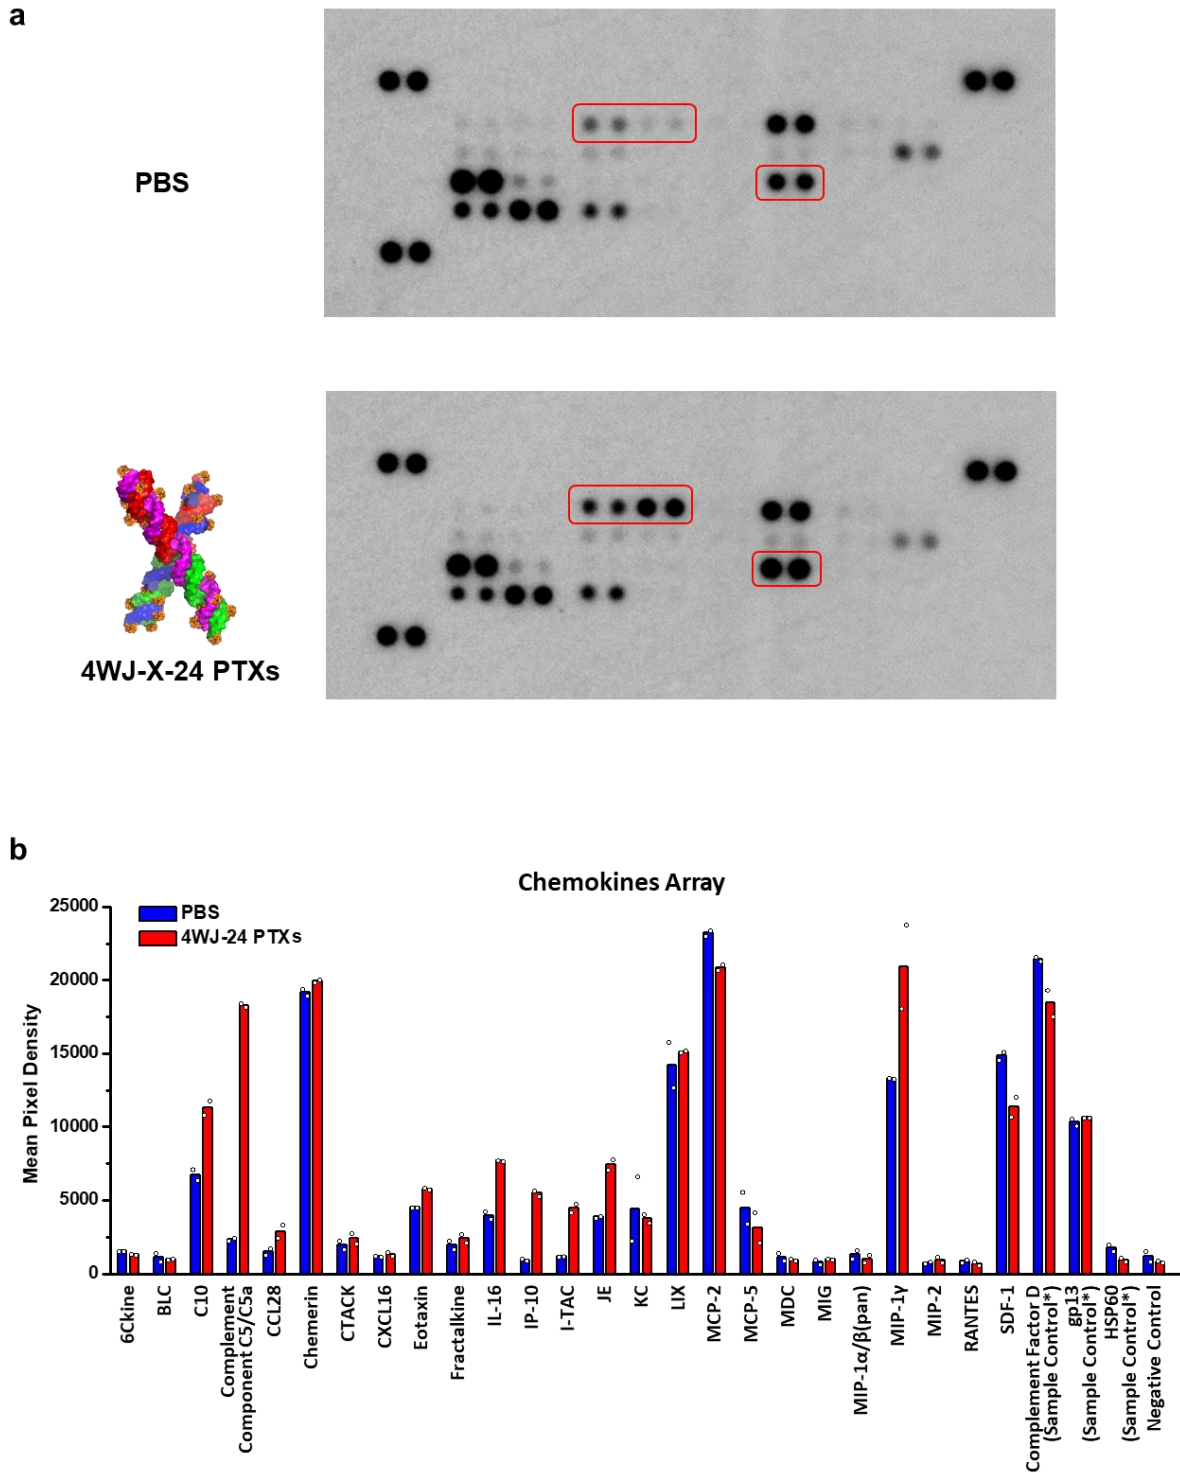 a
PBS
4WJ-X-24 PTXs
b
Chemokines Array
Mean Pixel Density
25000
20000
15000
10000
5000
0
PBS
4WJ-24 PTXs
6Ckine
BLC
C10
Complement
Component C5/C5a
CCL28
Chemerin
CTACK
CXCL16
Eotaxin
Fractalkine
IL-16
IP-10
I-TAC
JE
KC
LIX
MCP-2
MCP-5
MDC
MIG
MIP-1α/β(pan)
MIP-1γ
MIP-2
RANTES
SDF-1
Complement Factor D
(Sample Control*)
gp13
(Sample Control*)
HSP60
(Sample Control*)
Negative Control